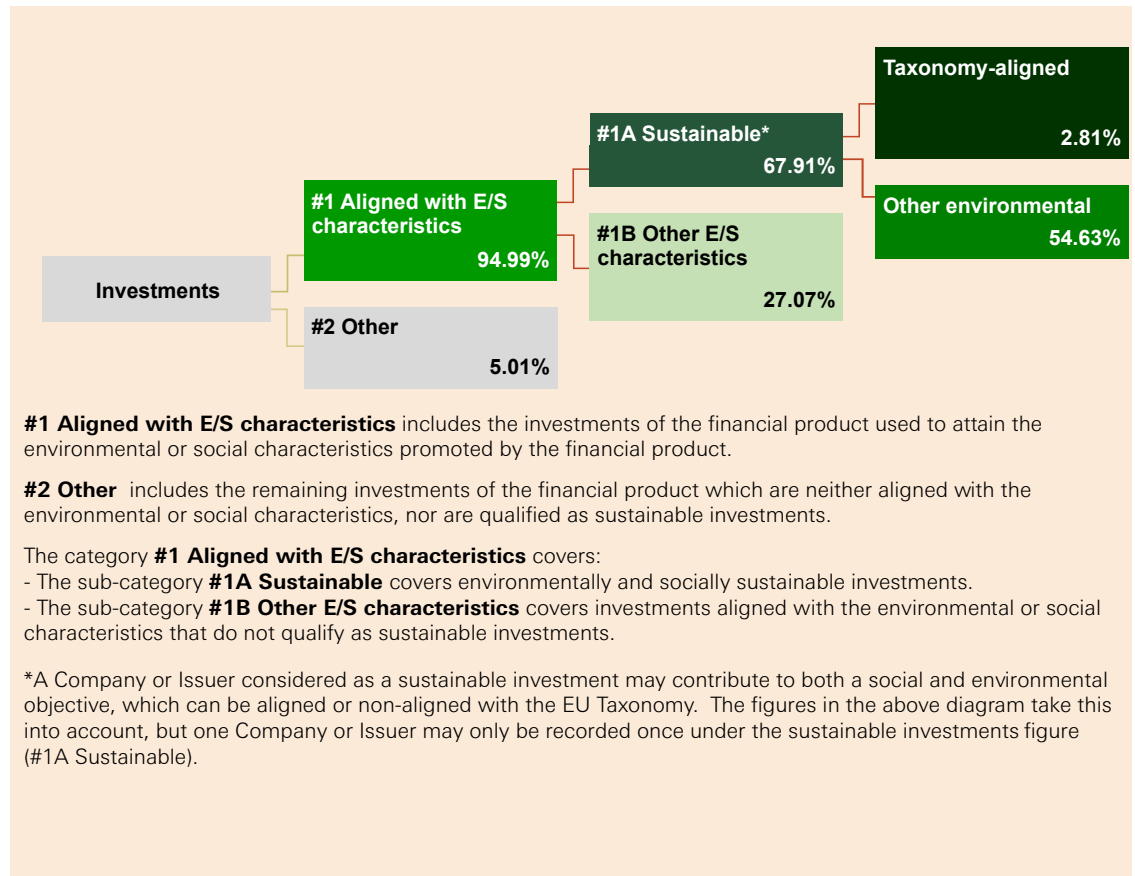 Taxonomy-aligned
2.81%
#1A Sustainable*
67.91%
#1 Aligned with E/S
characteristics
94.99%
Other environmental
54.63%
#1B Other E/S
characteristics
27.07%
Investments
#2 Other
5.01%
#1 Aligned with E/S characteristics includes the investments of the financial product used to attain the
environmental or social characteristics promoted by the financial product.
#2 Other includes the remaining investments of the financial product which are neither aligned with the
environmental or social characteristics, nor are qualified as sustainable investments.
The category #1 Aligned with E/S characteristics covers:
- The sub-category #1A Sustainable covers environmentally and socially sustainable investments.
- The sub-category #1B Other E/S characteristics covers investments aligned with the environmental or social
characteristics that do not qualify as sustainable investments.
*A Company or Issuer considered as a sustainable investment may contribute to both a social and environmental
objective, which can be aligned or non-aligned with the EU Taxonomy. The figures in the above diagram take this
into account, but one Company or Issuer may only be recorded once under the sustainable investments figure
(#1A Sustainable).